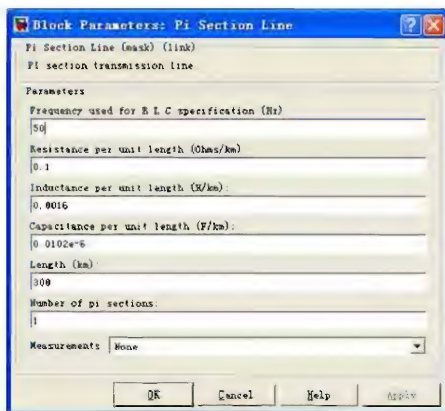 Block Parameters: Pi Section Line
Pi Section Line (mask) (link)
PI section transmission line
Parameters
Frequency used for R L C specification (Hz)
50
Resistance per unit length (Ohms/km)
0.1
Inductance per unit length (H/km):
0.0016
Capacitance per unit length (F/km):
0.0102e-6
Length (km):
300
Number of pi sections:
1
Measurements None
OK Cancel Help Apply